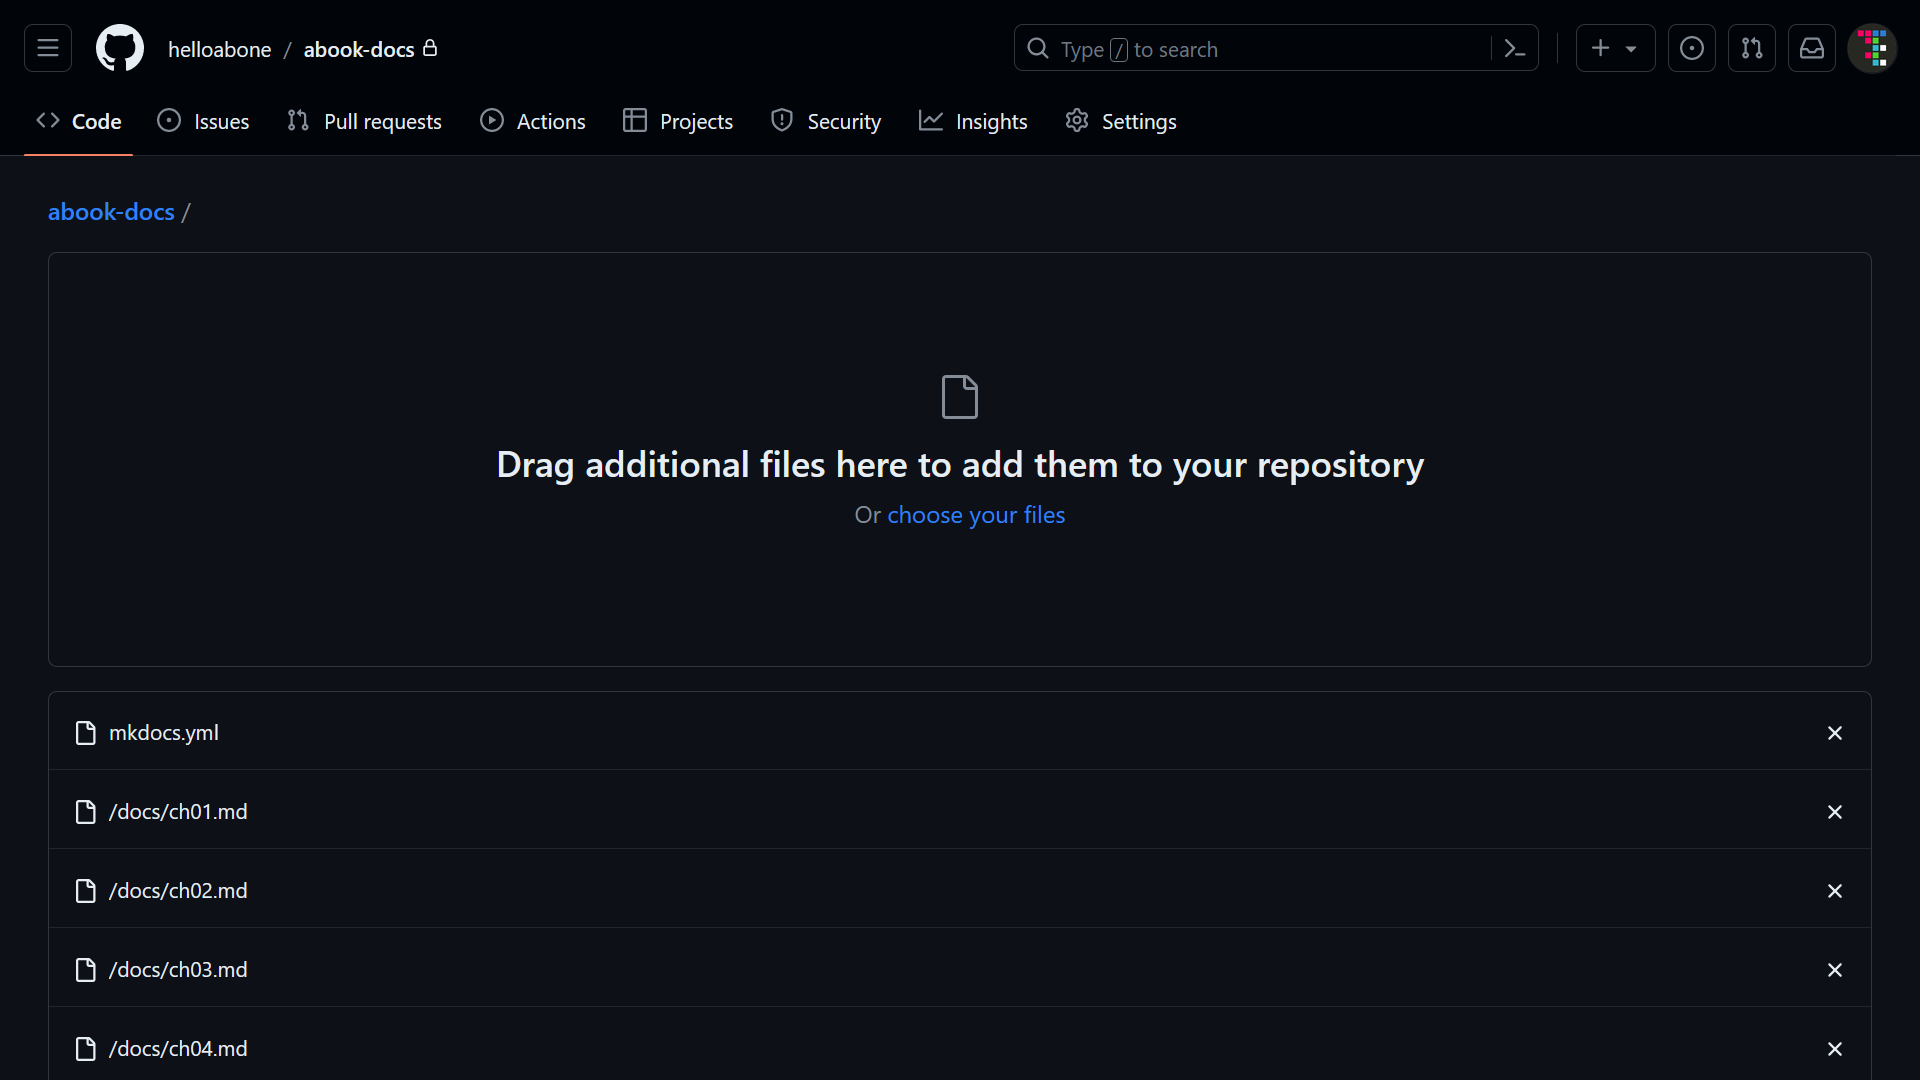 helloabone / abook-docs
Type / to search
Code Issues Pull requests Actions Projects Security Insights Settings
abook-docs /
Drag additional files here to add them to your repository
Or choose your files
mkdocs.yml
/docs/ch01.md
/docs/ch02.md
/docs/ch03.md
/docs/ch04.md